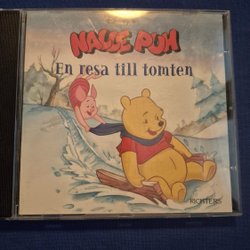 NALLE PUH
En resa till tomten
RICHTERS